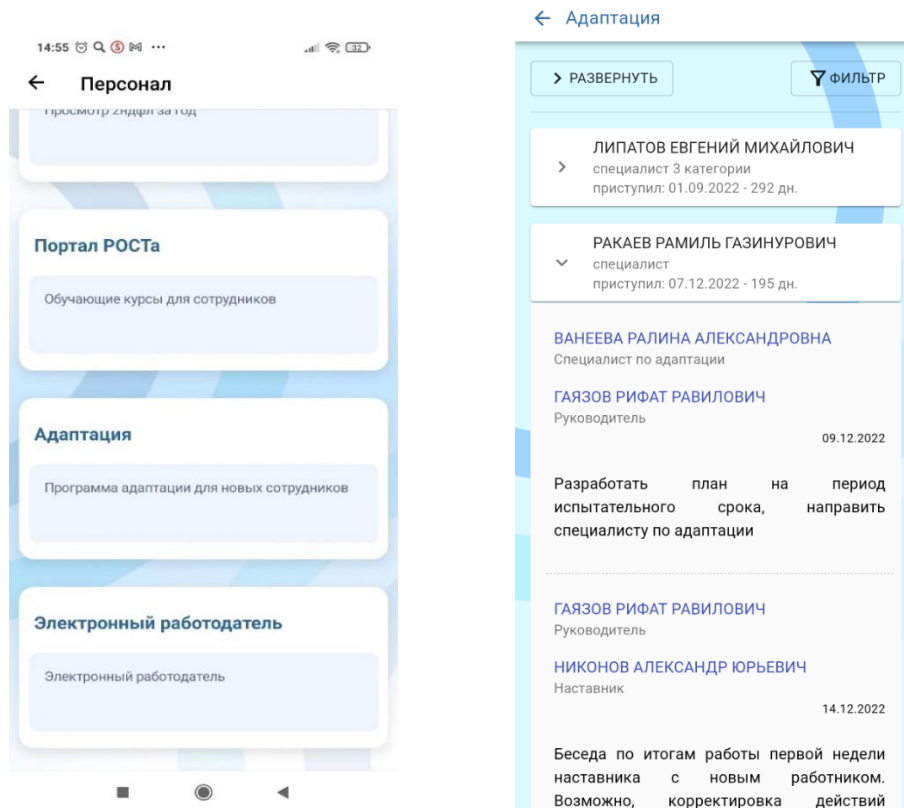 14:55
32
Персонал
Просмотр 2ндфл за год
Портал РОСТа
Обучающие курсы для сотрудников
Адаптация
Программа адаптации для новых сотрудников
Электронный работодатель
Электронный работодатель
Адаптация
РАЗВЕРНУТЬ
ФИЛЬТР
ЛИПАТОВ ЕВГЕНИЙ МИХАЙЛОВИЧ
специалист 3 категории
приступил: 01.09.2022 - 292 дн.
РАКАЕВ РАМИЛЬ ГАЗИНУРОВИЧ
специалист
приступил: 07.12.2022 - 195 дн.
ВАНЕЕВА РАЛИНА АЛЕКСАНДРОВНА
Специалист по адаптации
ГАЯЗОВ РИФАТ РАВИЛОВИЧ
Руководитель
09.12.2022
Разработать план на период
испытательного срока, направить
специалисту по адаптации
ГАЯЗОВ РИФАТ РАВИЛОВИЧ
Руководитель
НИКОНОВ АЛЕКСАНДР ЮРЬЕВИЧ
Наставник
14.12.2022
Беседа по итогам работы первой недели
наставника с новым работником.
Возможно, корректировка действий